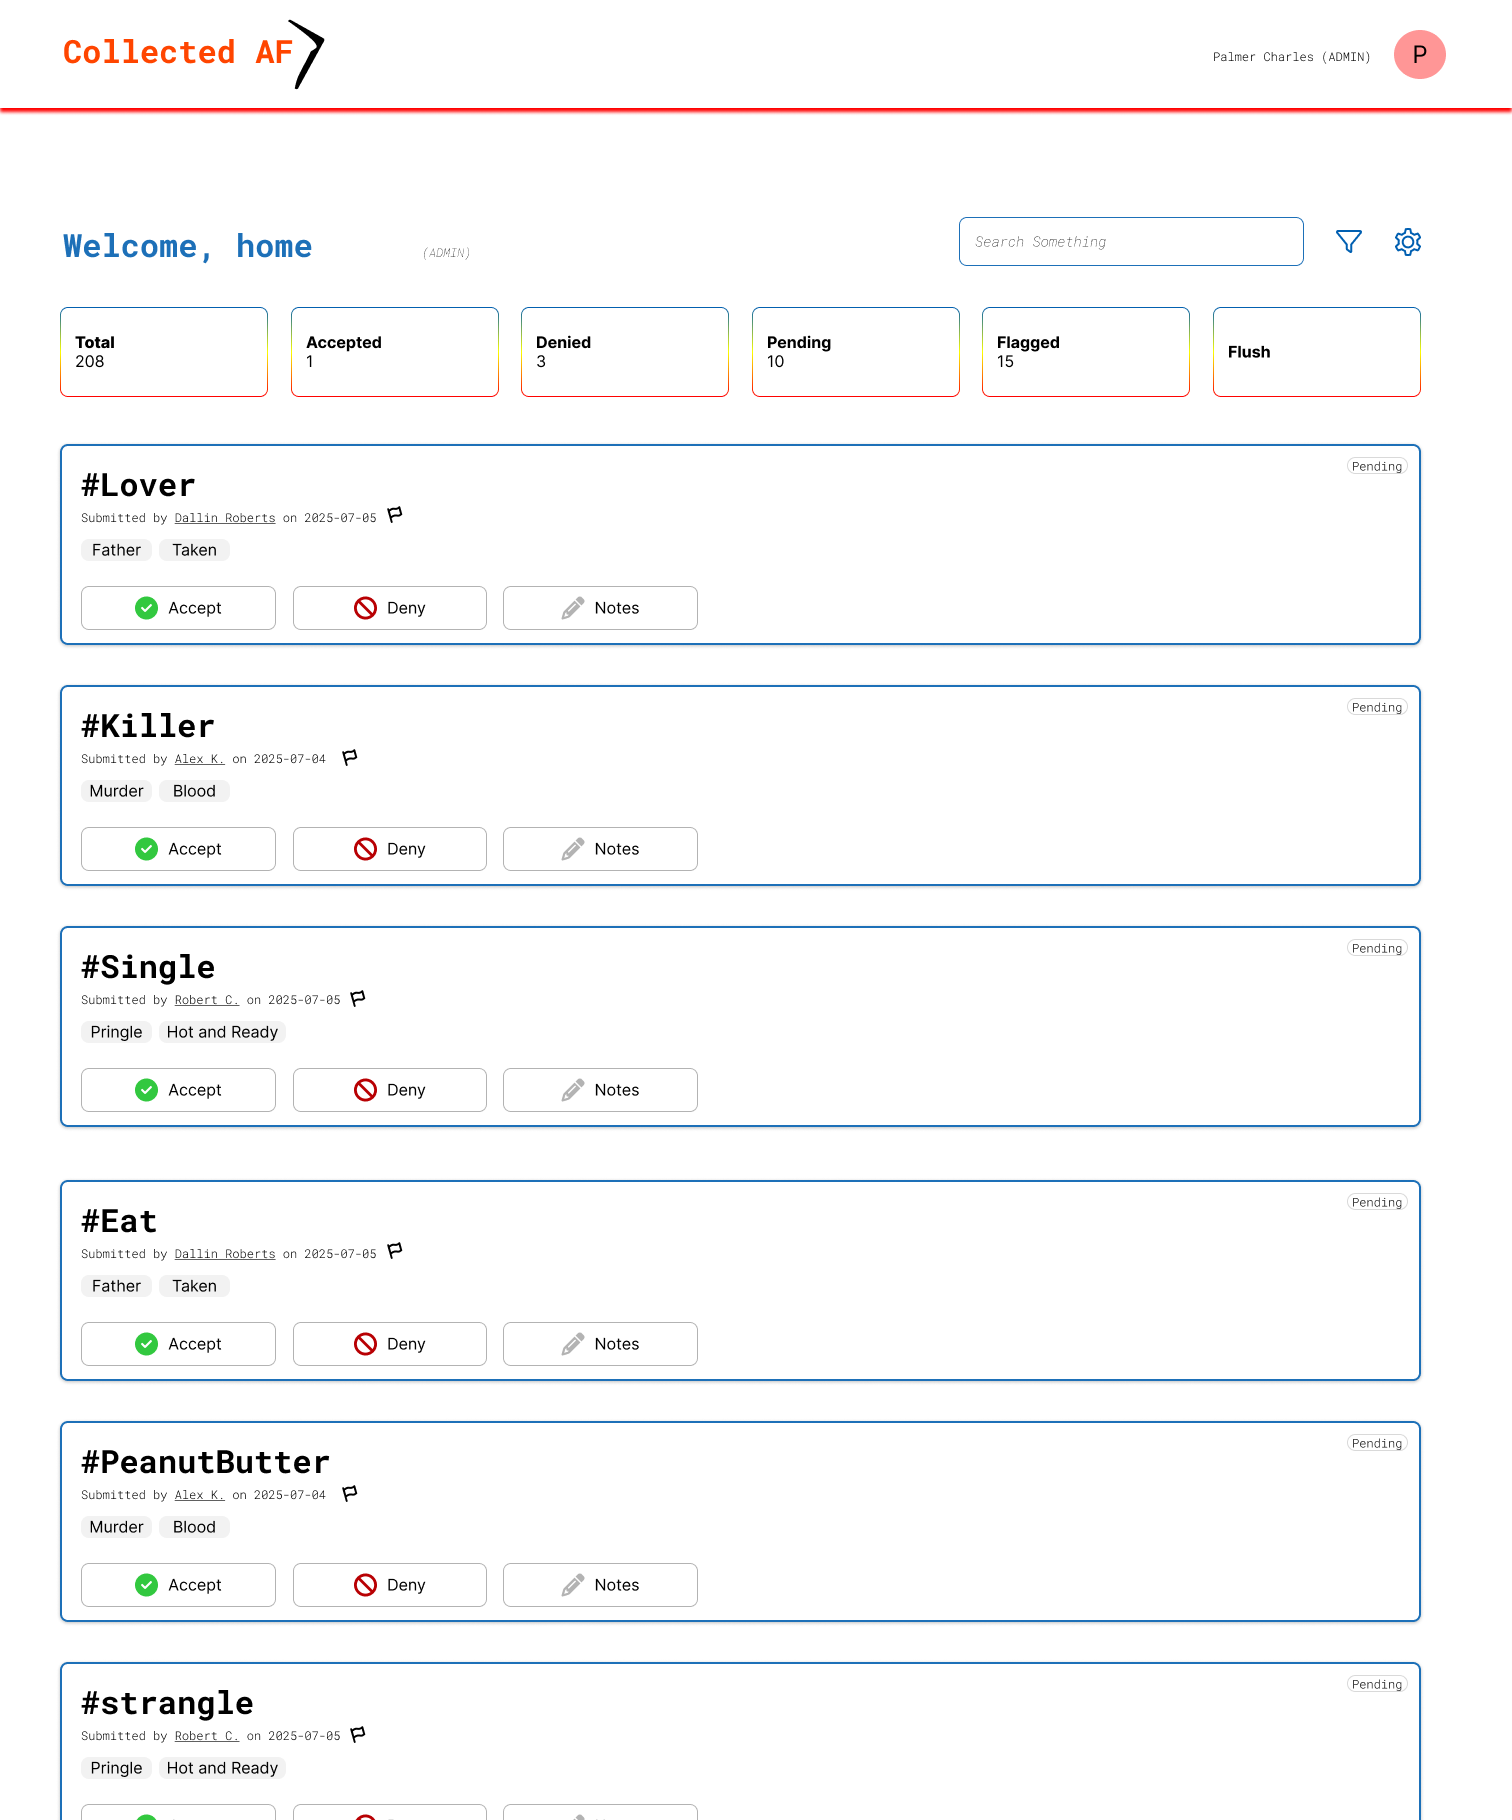 Collected AF
Palmer Charles (ADMIN)
P
Welcome, home
(ADMIN)
Search Something
Total
208
Accepted
1
Denied
3
Pending
10
Flagged
15
Flush
#Lover
Pending
Submitted by Dallin Roberts on 2025-07-05
Father Taken
Accept Deny Notes
#Killer
Pending
Submitted by Alex K. on 2025-07-04
Murder Blood
Accept Deny Notes
#Single
Pending
Submitted by Robert C. on 2025-07-05
Pringle Hot and Ready
Accept Deny Notes
#Eat
Pending
Submitted by Dallin Roberts on 2025-07-05
Father Taken
Accept Deny Notes
#PeanutButter
Pending
Submitted by Alex K. on 2025-07-04
Murder Blood
Accept Deny Notes
#strangle
Pending
Submitted by Robert C. on 2025-07-05
Pringle Hot and Ready